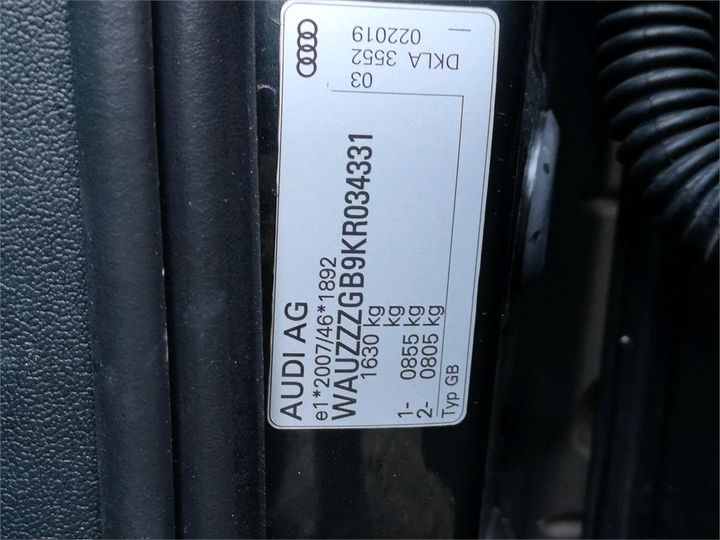 AUDI AG
e1*2007/46*1892
WAUZZZGB9KR034331
1630 kg
kg
1- 0855 kg
2- 0805 kg
Typ GB
03
DKLA 3552
022019